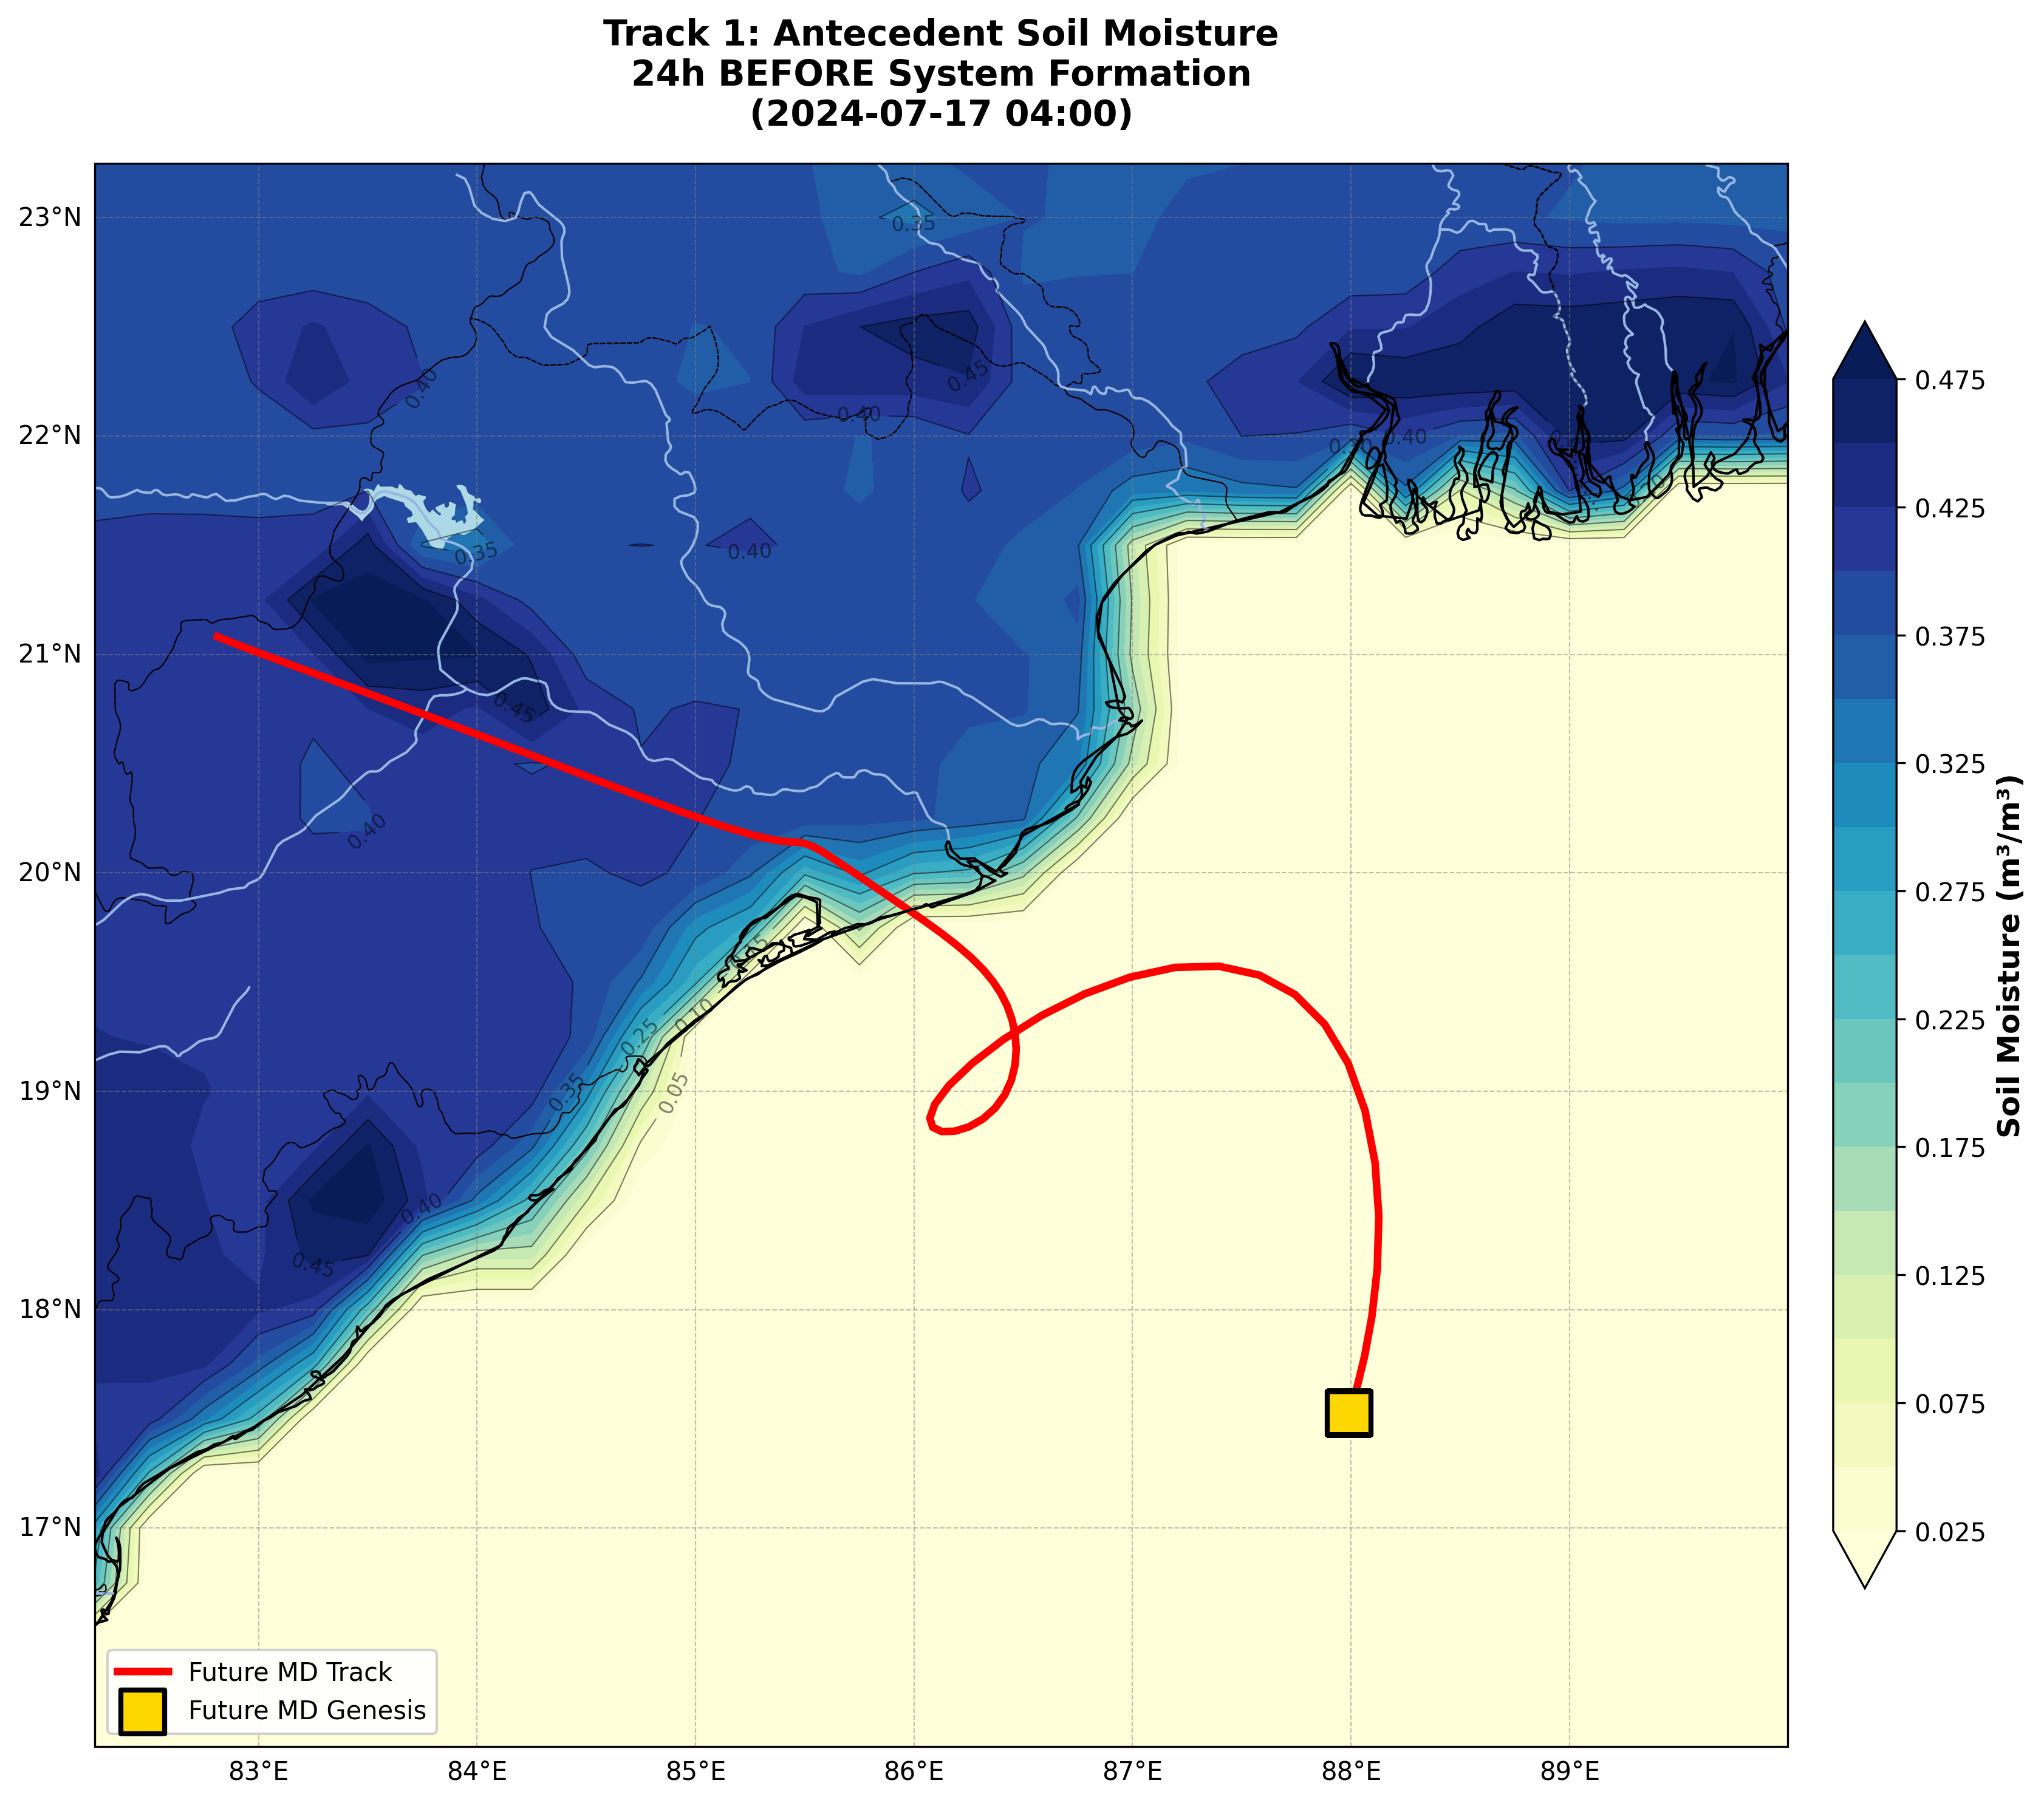 Track 1: Antecedent Soil Moisture
24h BEFORE System Formation
(2024-07-17 04:00)
23°N
22°N
21°N
20°N
19°N
18°N
17°N
83°E
84°E
85°E
86°E
87°E
88°E
89°E
0.35
0.40
0.45
0.40
0.30
0.40
0.35
0.40
0.45
0.40
0.10
0.25
0.35
0.05
0.40
0.45
Future MD Track
Future MD Genesis
0.475
0.425
0.375
0.325
0.275
0.225
0.175
0.125
0.075
0.025
Soil Moisture (m³/m³)